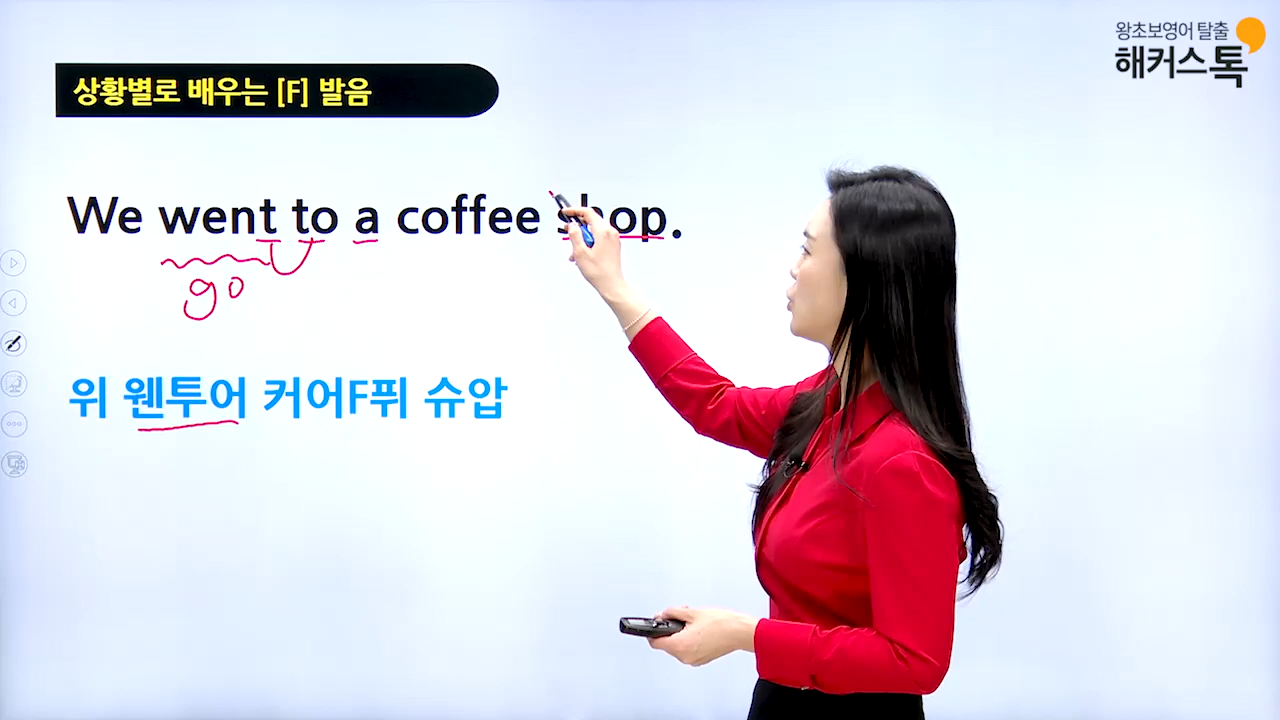 왕초보영어 탈출
해커스톡
상황별로 배우는 [F] 발음
We went to a coffee shop.
go
위 웬투어 커어F퓌 슈압